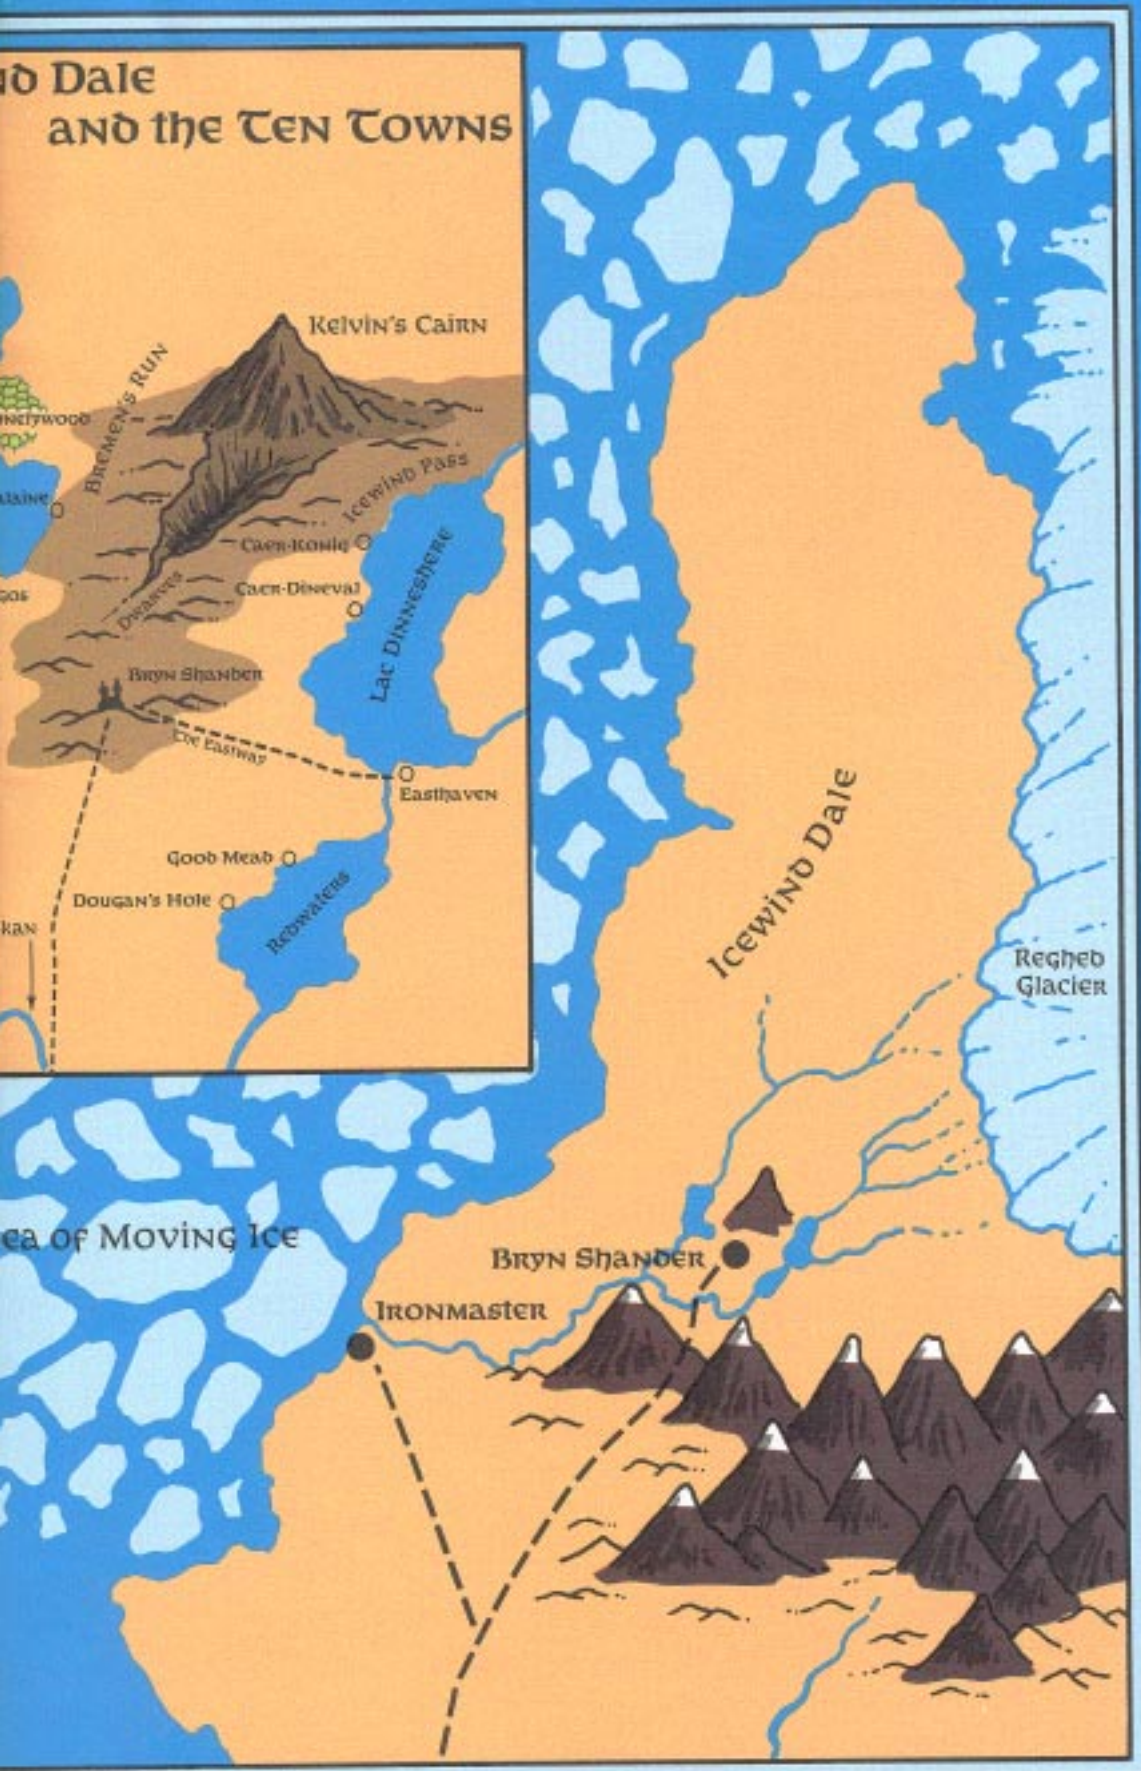 Dale
and the Ten Towns
Kelvin's Cairn
Bremen's Run
Icewind Pass
Caer-Konig
Caer-Dineval
Lac Dinneshere
Dwarves
Bryn Shander
The Eastway
Easthaven
Good Mead
Dougan's Hole
Redwaters
Icewind Dale
Reghed
Glacier
of Moving Ice
Bryn Shander
Ironmaster